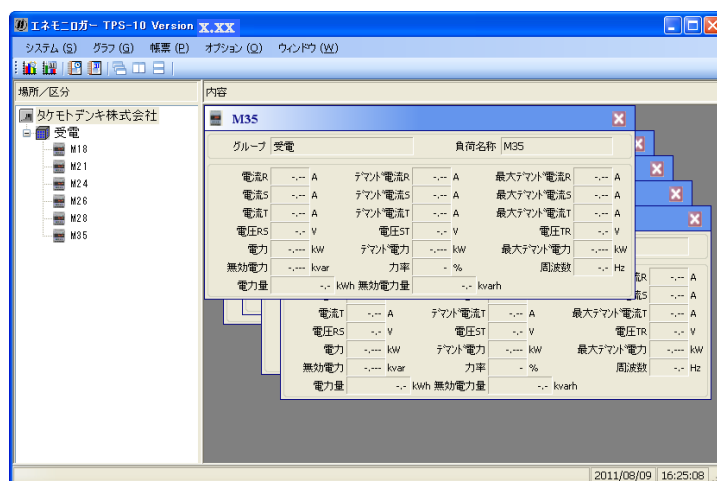 エネモニロガー TPS-10 Version X.XX
システム (S) グラフ (G) 帳票 (P) オプション (O) ウィンドウ (W)
場所／区分 内容
タケモトデンキ株式会社
受電
M18
M21
M24
M26
M28
M35
M35
グループ 受電 負荷名称 M35
電流R -.-- A デマンド電流R -.-- A 最大デマンド電流R -.-- A
電流S -.-- A デマンド電流S -.-- A 最大デマンド電流S -.-- A
電流T -.-- A デマンド電流T -.-- A 最大デマンド電流T -.-- A
電圧RS -.- V 電圧ST -.- V 電圧TR -.- V
電力 -.--- kW デマンド電力 -.--- kW 最大デマンド電力 -.--- kW
無効電力 -.--- kvar 力率 - % 周波数 -.- Hz
電力量 -.- kWh 無効電力量 -.- kvarh
流R -.-- A
流S -.-- A
電流T -.-- A デマンド電流T -.-- A 最大デマンド電流T -.-- A
電圧RS -.- V 電圧ST -.- V 電圧TR -.- V
電力 -.--- kW デマンド電力 -.--- kW 最大デマンド電力 -.--- kW
無効電力 -.--- kvar 力率 - % 周波数 -.- Hz
電力量 -.- kWh 無効電力量 -.- kvarh
2011/08/09 16:25:08